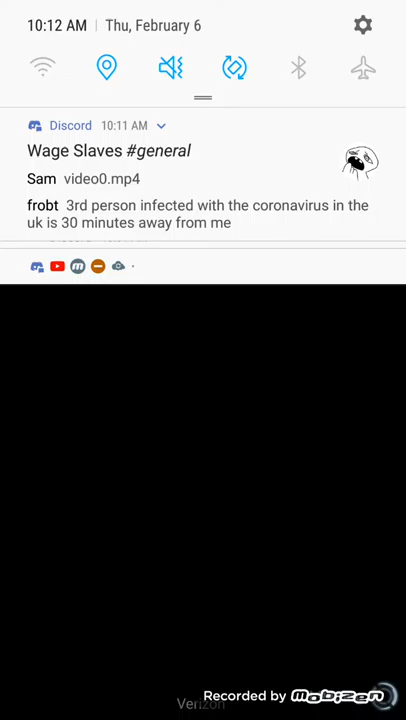 10:12 AM | Thu, February 6
Discord 10:11 AM
Wage Slaves #general
Sam video0.mp4
frobt 3rd person infected with the coronavirus in the
uk is 30 minutes away from me
Verizon
Recorded by Mobizen